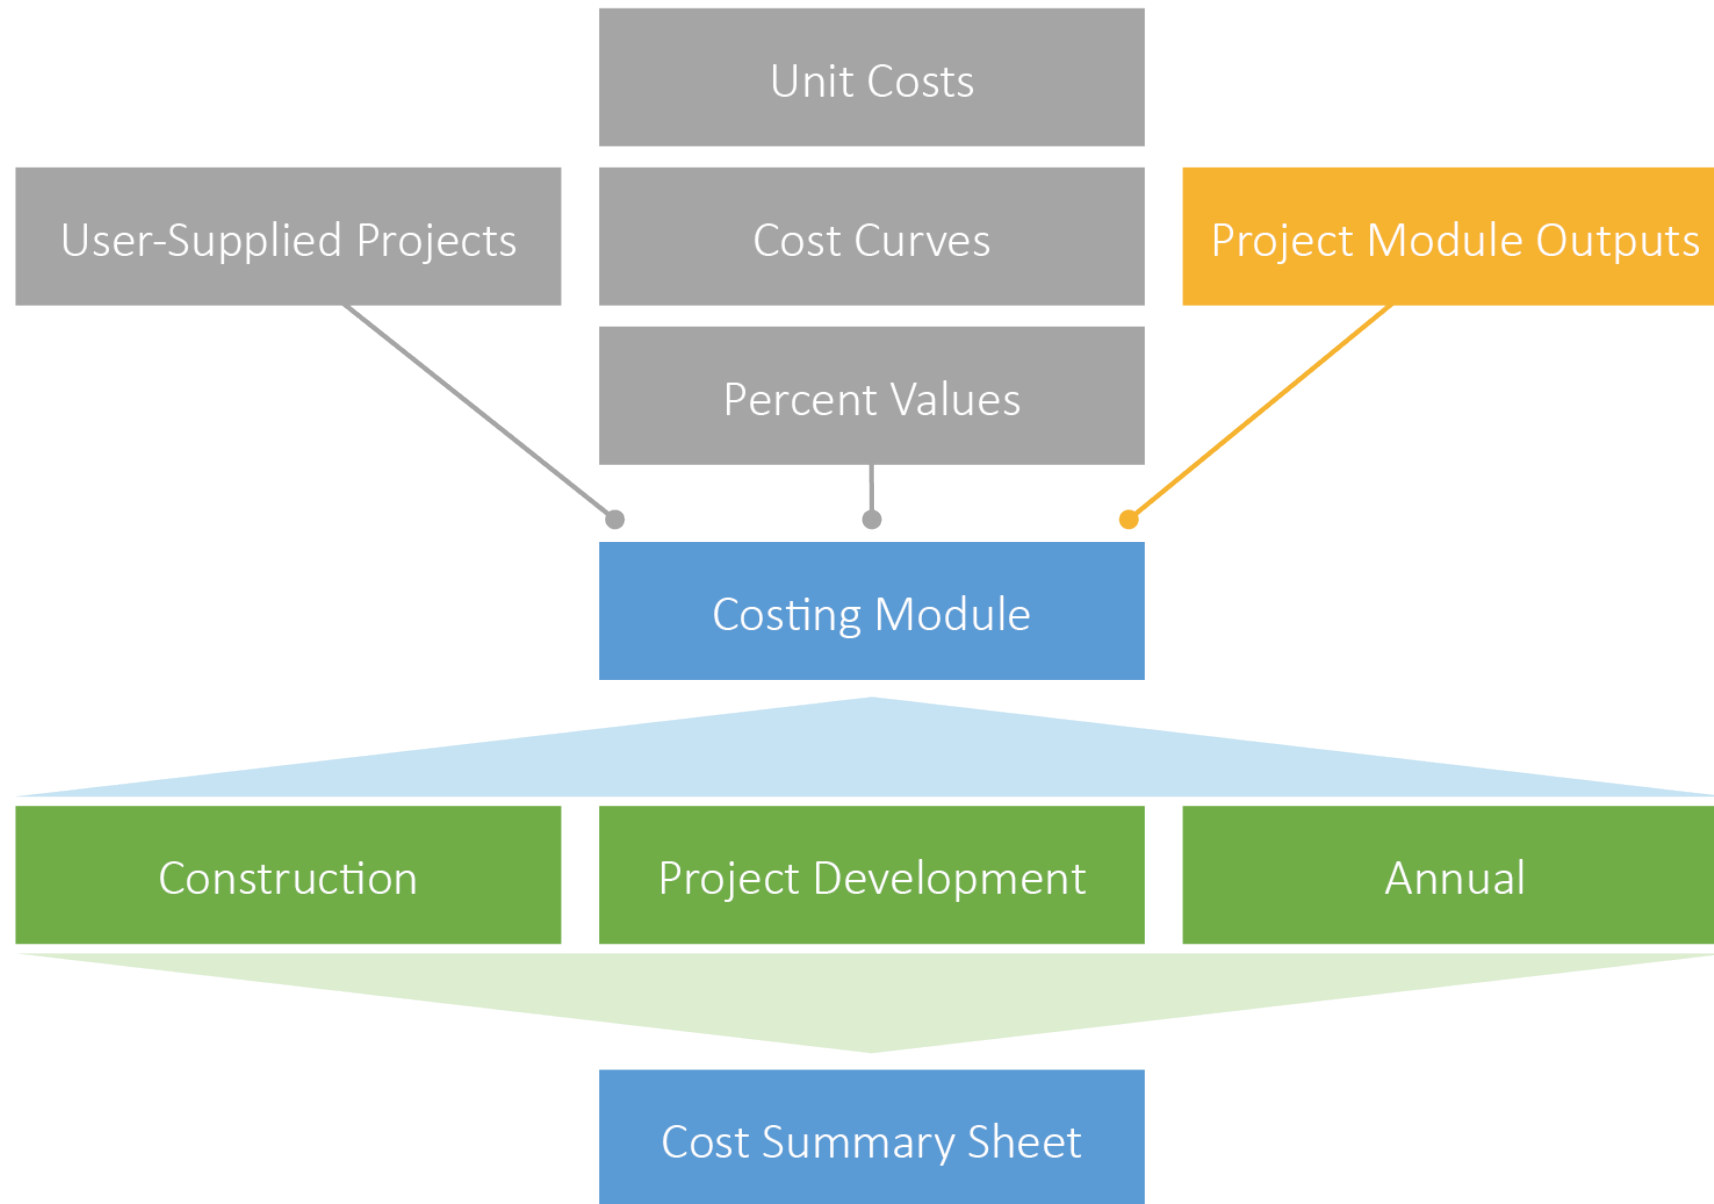 Unit Costs
User-Supplied Projects
Cost Curves
Project Module Outputs
Percent Values
Costing Module
Construction
Project Development
Annual
Cost Summary Sheet